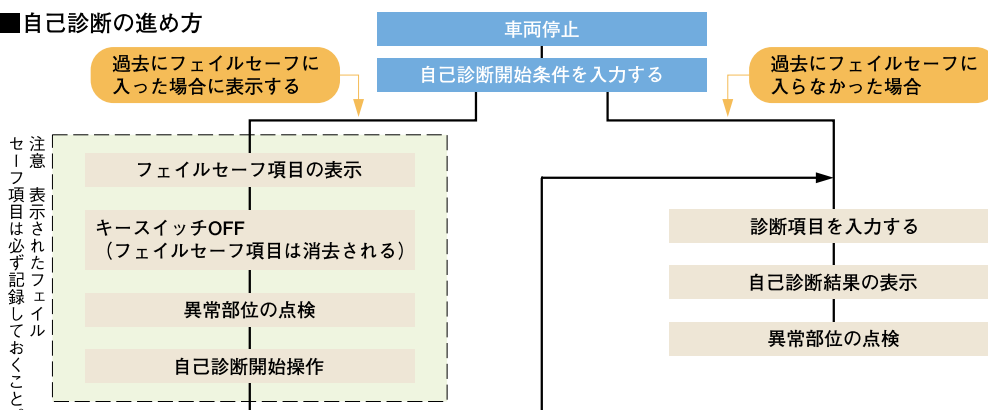 ■自己診断の進め方
車両停止
自己診断開始条件を入力する
過去にフェイルセーフに
入った場合に表示する
過去にフェイルセーフに
入らなかった場合
注意　表示されたフェイル
セーフ項目は必ず記録しておくこと。
フェイルセーフ項目の表示
キースイッチOFF
（フェイルセーフ項目は消去される）
異常部位の点検
自己診断開始操作
診断項目を入力する
自己診断結果の表示
異常部位の点検